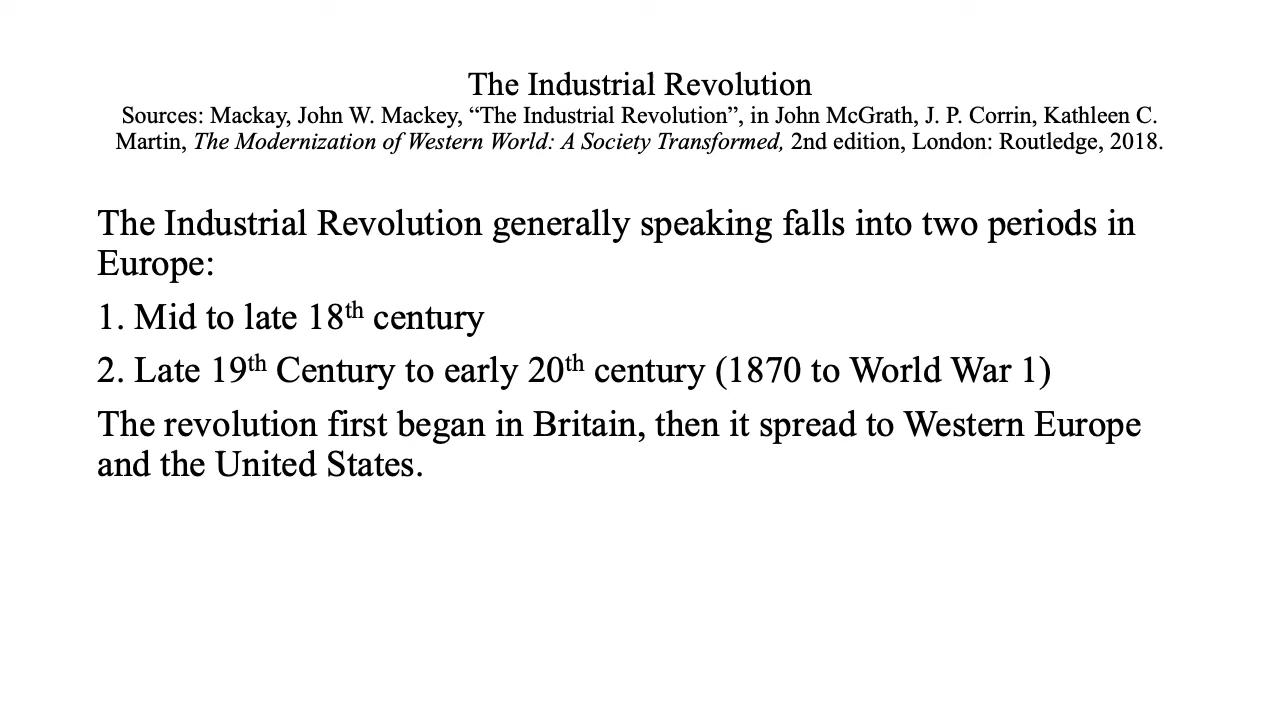 The Industrial Revolution
Sources: Mackay, John W. Mackey, “The Industrial Revolution”, in John McGrath, J. P. Corrin, Kathleen C.
Martin, The Modernization of Western World: A Society Transformed, 2nd edition, London: Routledge, 2018.
The Industrial Revolution generally speaking falls into two periods in
Europe:
1. Mid to late 18th century
2. Late 19th Century to early 20th century (1870 to World War 1)
The revolution first began in Britain, then it spread to Western Europe
and the United States.